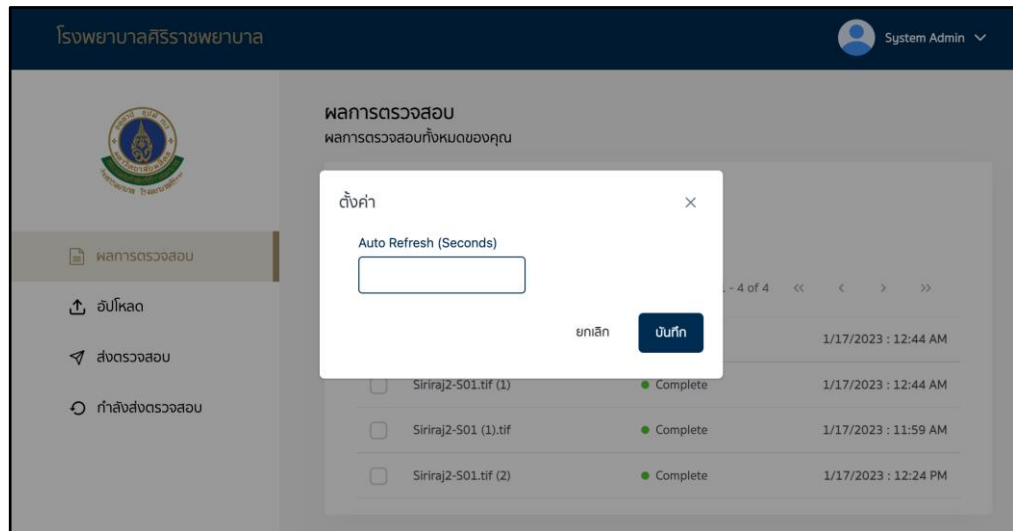 โรงพยาบาลศิริราชพยาบาล
System Admin
ผลการตรวจสอบ
ผลการตรวจสอบทั้งหมดของคุณ
ตั้งค่า
Auto Refresh (Seconds)
ยกเลิก บันทึก
ผลการตรวจสอบ
อัปโหลด
ส่งตรวจสอบ
กำลังส่งตรวจสอบ
- 4 of 4
1/17/2023 : 12:44 AM
Siriraj2-S01.tif (1) Complete 1/17/2023 : 12:44 AM
Siriraj2-S01 (1).tif Complete 1/17/2023 : 11:59 AM
Siriraj2-S01.tif (2) Complete 1/17/2023 : 12:24 PM